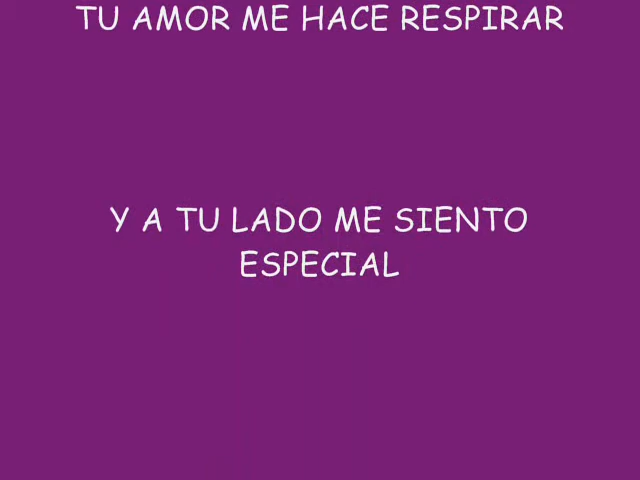 TU AMOR ME HACE RESPIRAR
Y A TU LADO ME SIENTO
ESPECIAL